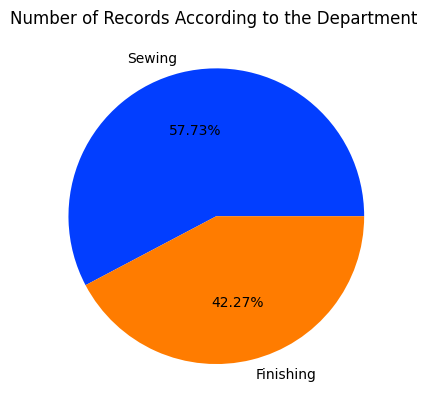 Number of Records According to the Department
Sewing
57.73%
42.27%
Finishing